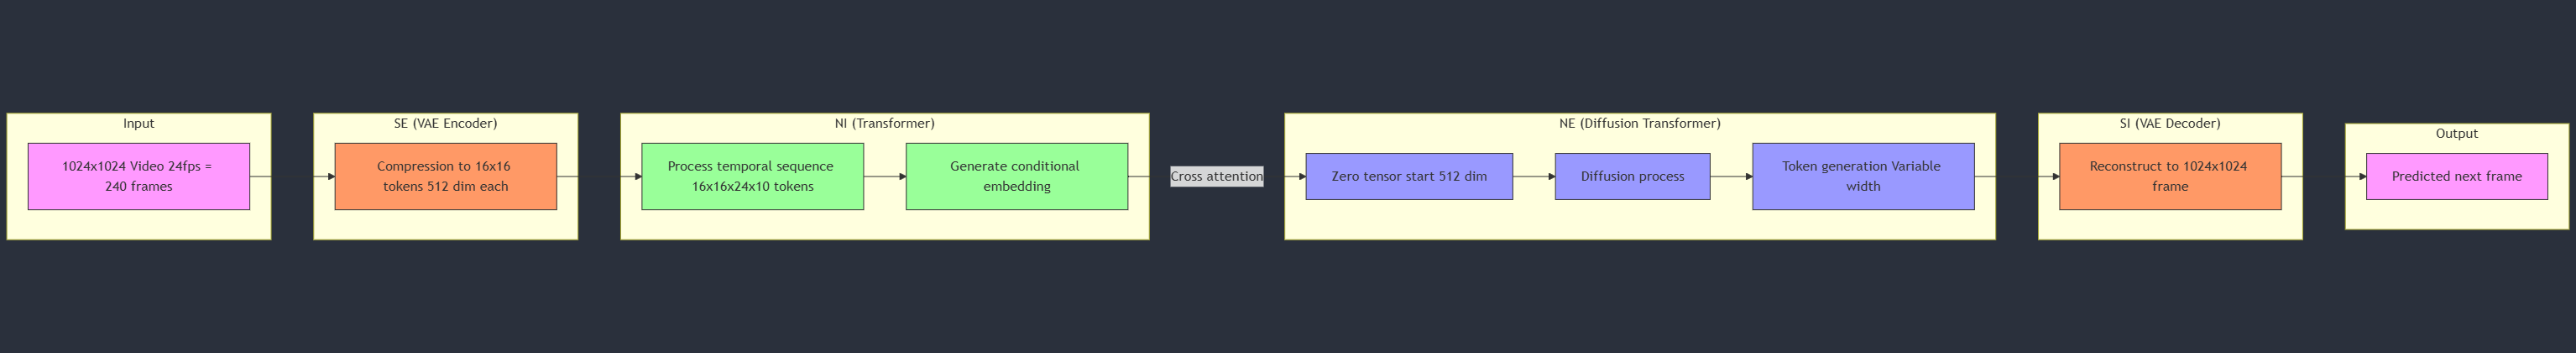 Input
1024x1024 Video 24fps =
240 frames
SE (VAE Encoder)
Compression to 16x16
tokens 512 dim each
NI (Transformer)
Process temporal sequence
16x16x24x10 tokens
Generate conditional
embedding
Cross attention
NE (Diffusion Transformer)
Zero tensor start 512 dim
Diffusion process
Token generation Variable
width
SI (VAE Decoder)
Reconstruct to 1024x1024
frame
Output
Predicted next frame